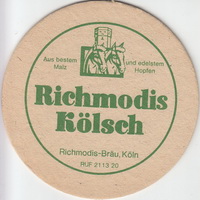 Aus bestem
Malz
und edelstem
Hopfen
Richmodis
Kölsch
Richmodis-Bräu, Köln
RUF 2113 20